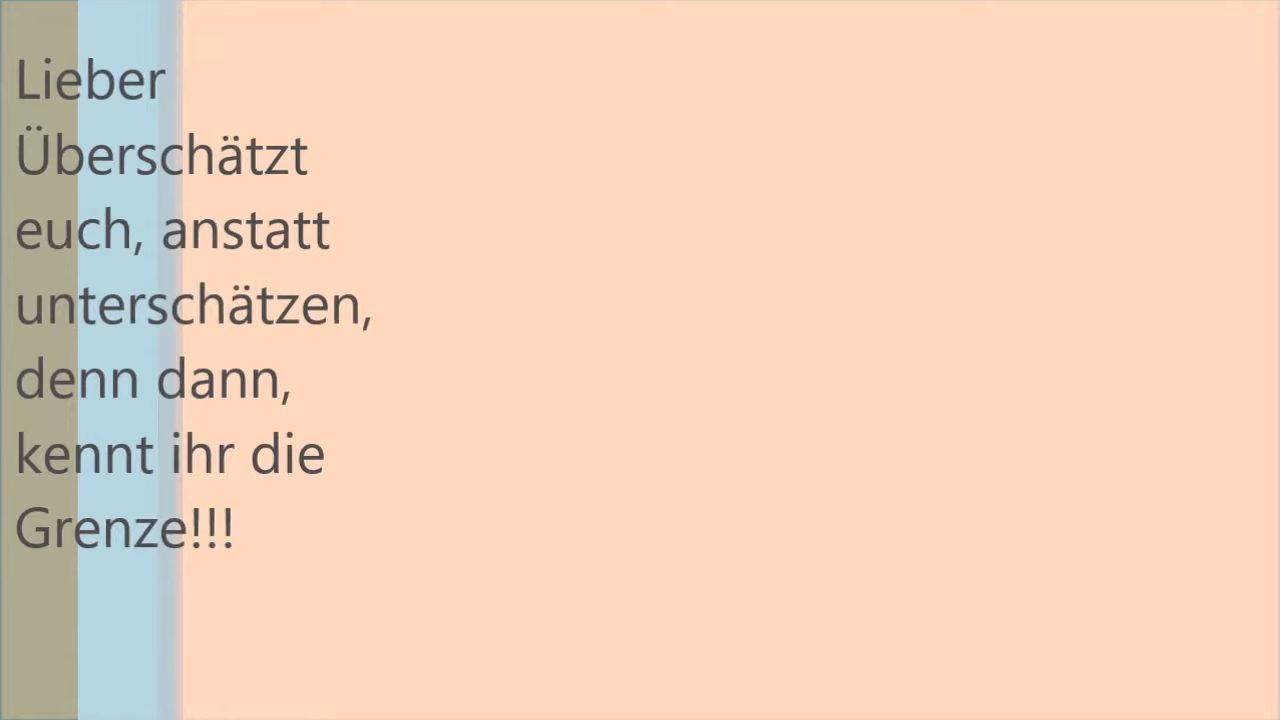 Lieber
Überschätzt
euch, anstatt
unterschätzen,
denn dann,
kennt ihr die
Grenze!!!